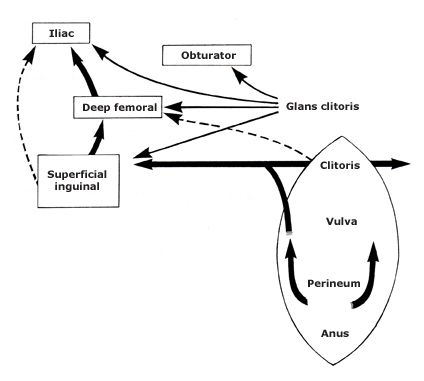 Iliac
Obturator
Deep femoral
Glans clitoris
Superficial
inguinal
Clitoris
Vulva
Perineum
Anus